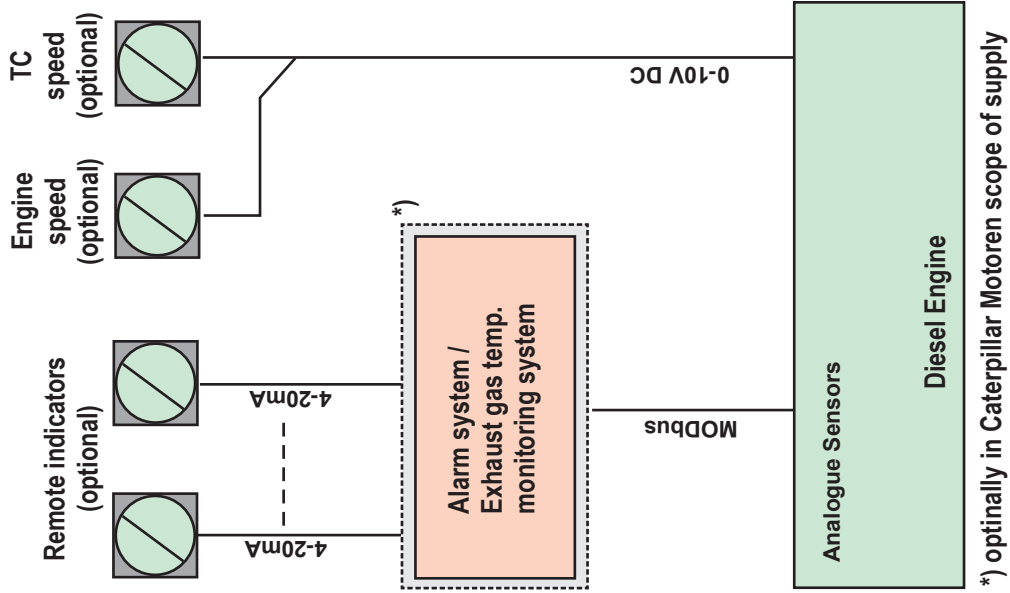 Remote indicators
(optional)
Engine
speed
(optional)
TC
speed
(optional)
4-20mA
4-20mA
*)
0-10V DC
Alarm system /
Exhaust gas temp.
monitoring system
MODbus
Analogue Sensors
Diesel Engine
*) optinally in Caterpillar Motoren scope of supply